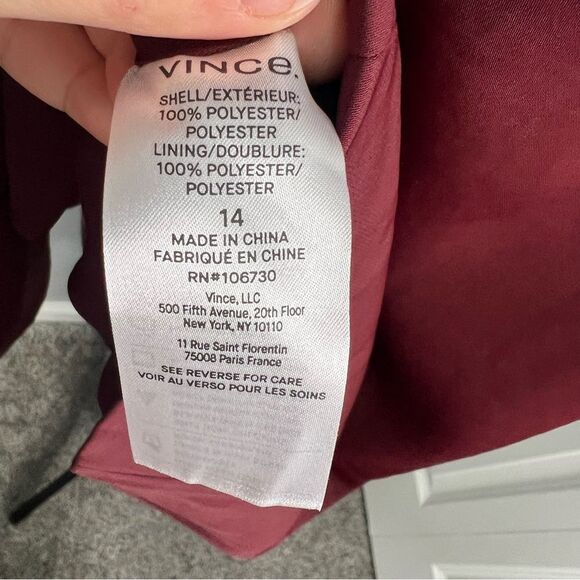 VINCE.
SHELL/EXTÉRIEUR:
100% POLYESTER/
POLYESTER
LINING/DOUBLURE:
100% POLYESTER/
POLYESTER
14
MADE IN CHINA
FABRIQUÉ EN CHINE
RN#106730
Vince, LLC
500 Fifth Avenue, 20th Floor
New York, NY 10110
11 Rue Saint Florentin
75008 Paris France
SEE REVERSE FOR CARE
VOIR AU VERSO POUR LES SOINS